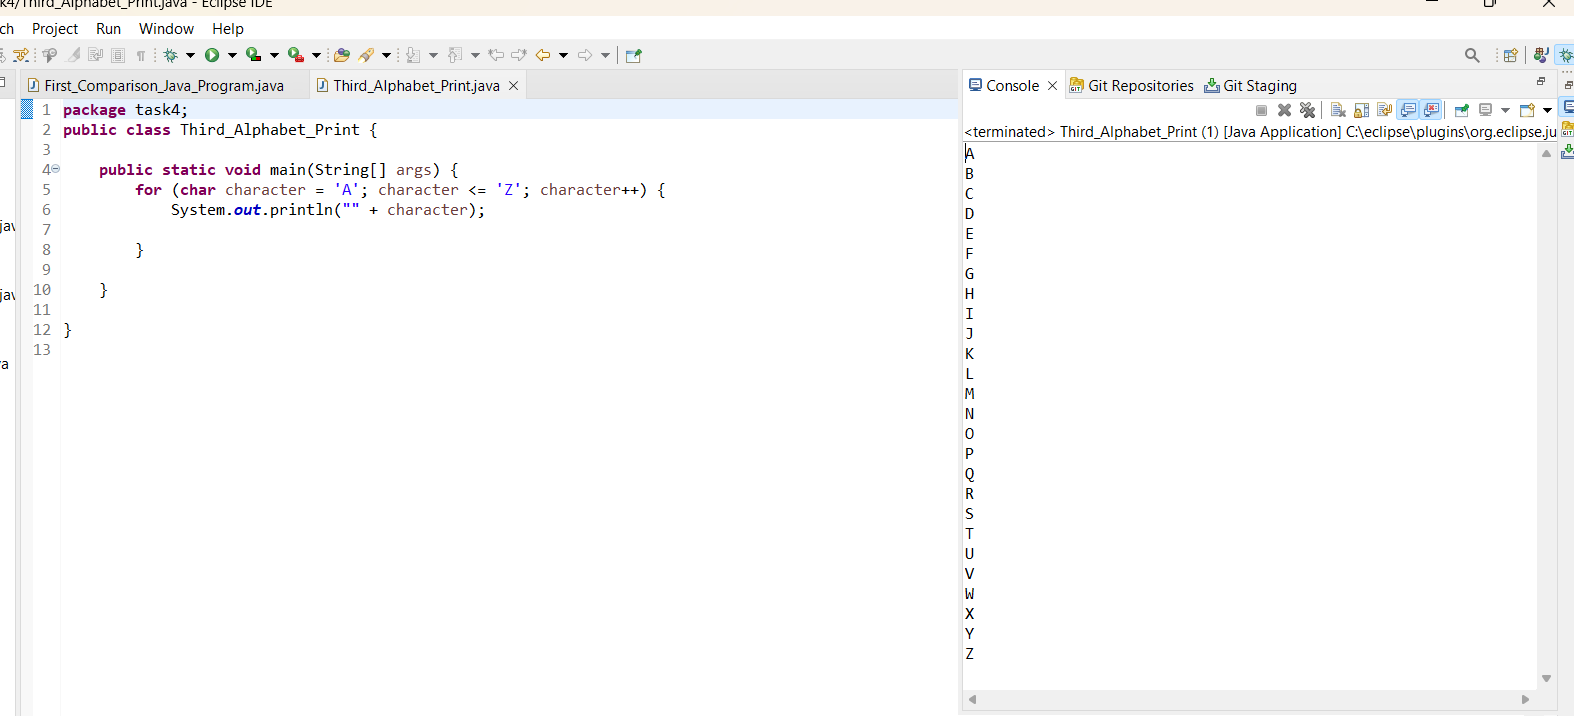 k4/Third_Alphabet_Print.java - Eclipse IDE
ch Project Run Window Help
First_Comparison_Java_Program.java Third_Alphabet_Print.java
1 package task4;
2 public class Third_Alphabet_Print {
3
4 public static void main(String[] args) {
5 for (char character = 'A'; character <= 'Z'; character++) {
6 System.out.println("" + character);
7
8 }
9
10 }
11
12 }
13
jav
jav
va
Console Git Repositories Git Staging
<terminated> Third_Alphabet_Print (1) [Java Application] C:\eclipse\plugins\org.eclipse.ju
A
B
C
D
E
F
G
H
I
J
K
L
M
N
O
P
Q
R
S
T
U
V
W
X
Y
Z